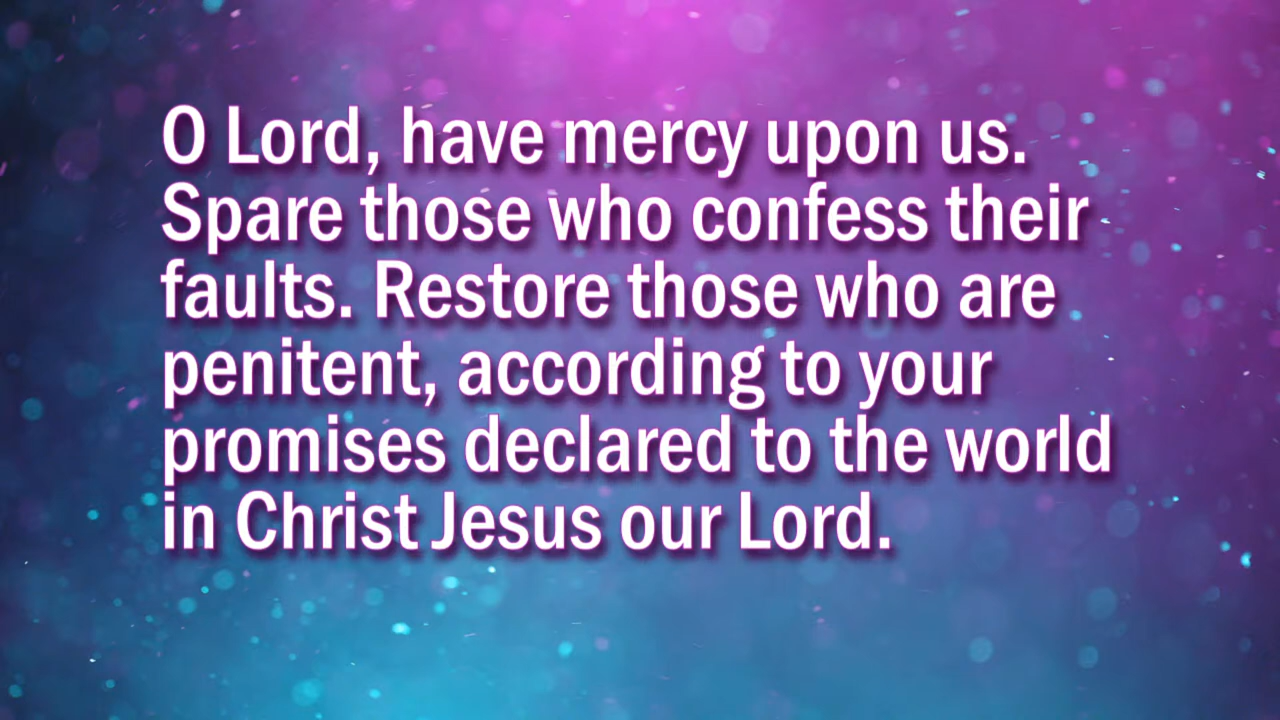 O Lord, have mercy upon us.
Spare those who confess their
faults. Restore those who are
penitent, according to your
promises declared to the world
in Christ Jesus our Lord.